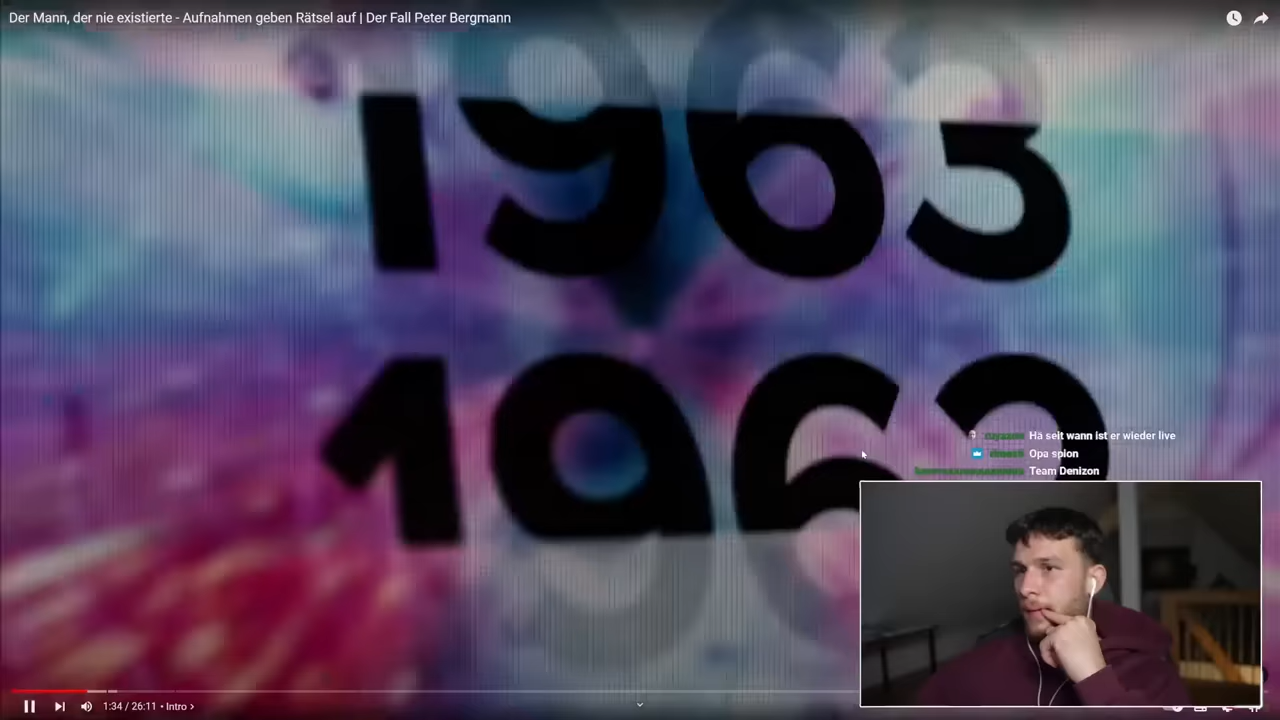 Der Mann, der nie existierte - Aufnahmen geben Rätsel auf | Der Fall Peter Bergmann
1963
196
Hä seit wann ist er wieder live
Opa spion
Team Denizon
1:34 / 26:11 • Intro